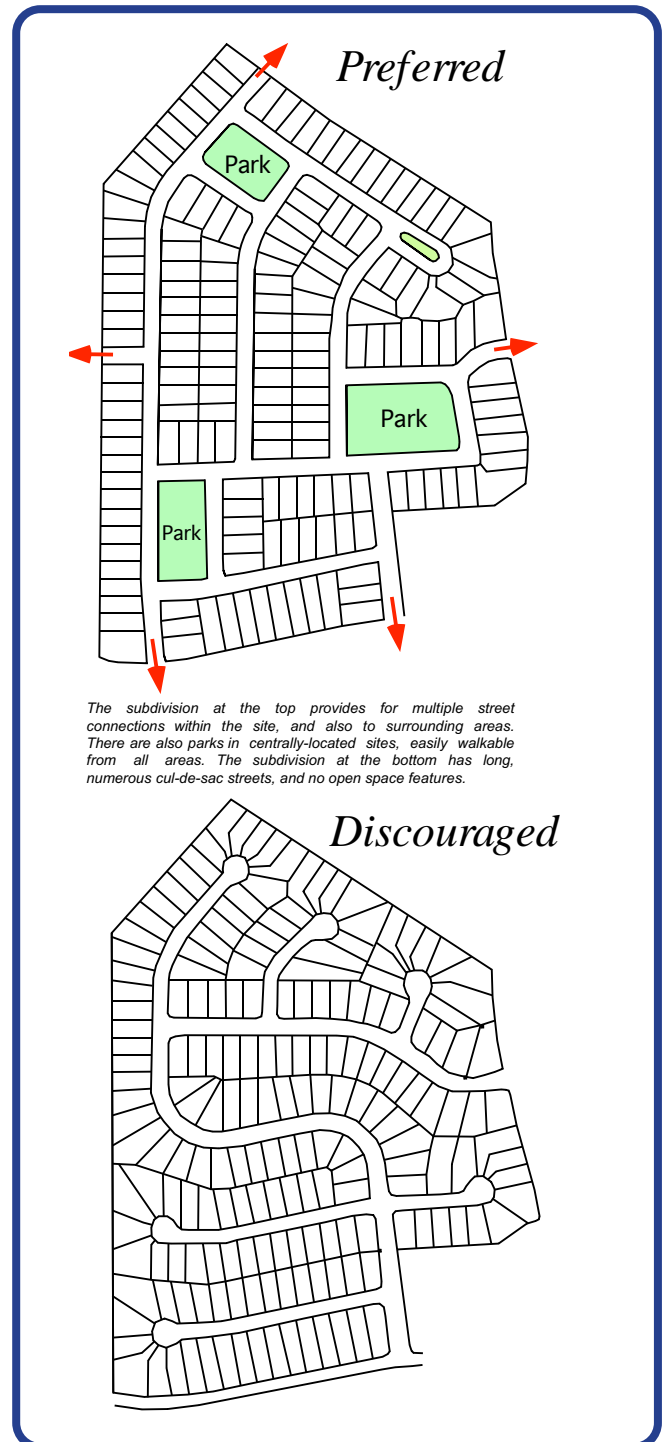 Preferred
Park
Park
Park
The subdivision at the top provides for multiple street
connections within the site, and also to surrounding areas.
There are also parks in centrally-located sites, easily walkable
from all areas. The subdivision at the bottom has long,
numerous cul-de-sac streets, and no open space features.
Discouraged